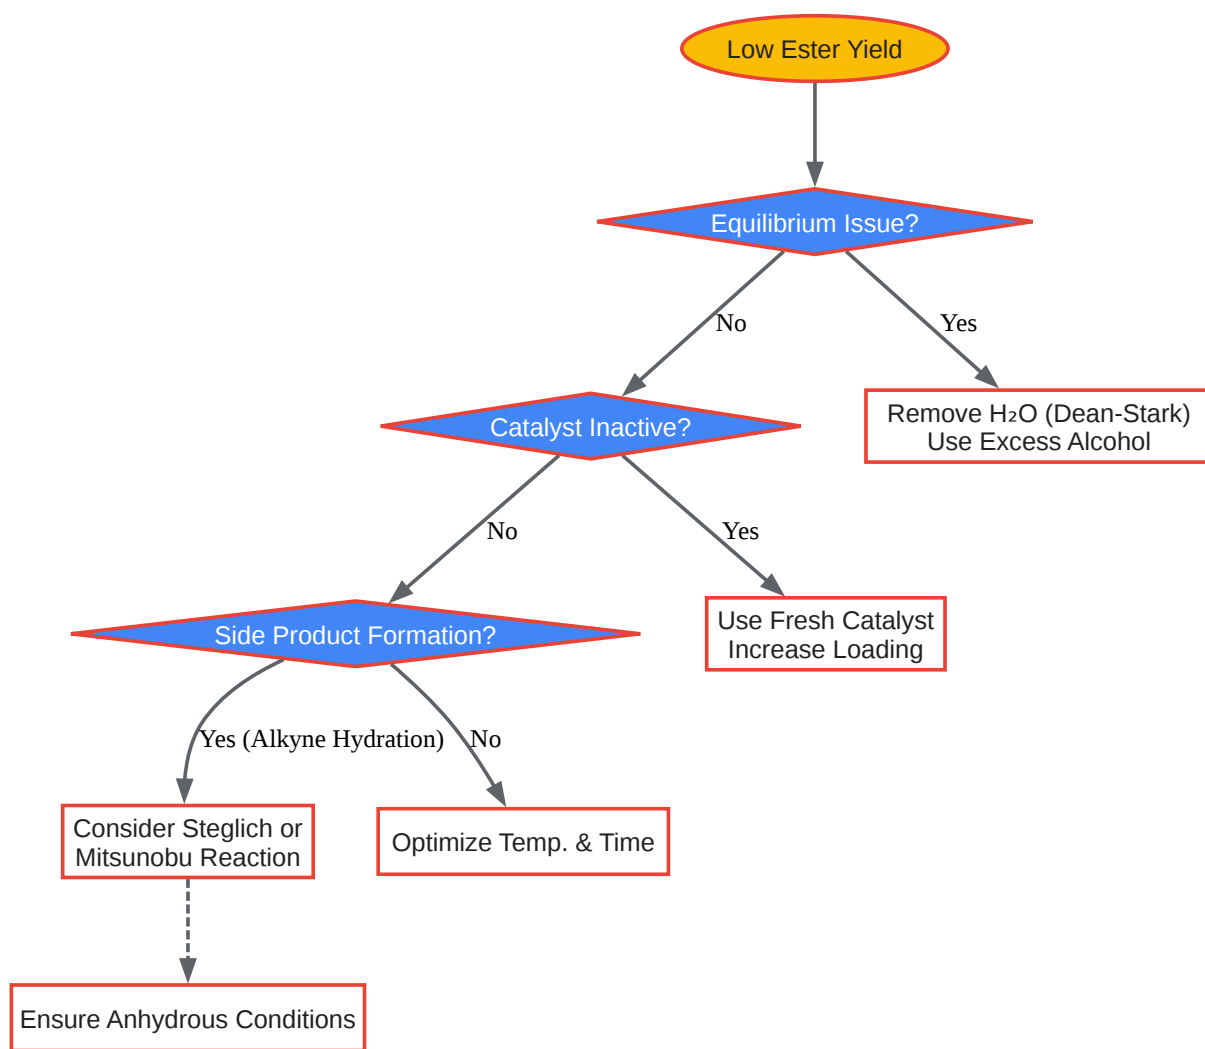 Low Ester Yield
Equilibrium Issue?
No
Yes
Remove H₂O (Dean-Stark)
Use Excess Alcohol
Catalyst Inactive?
No
Yes
Use Fresh Catalyst
Increase Loading
Side Product Formation?
Yes (Alkyne Hydration)
No
Consider Steglich or
Mitsunobu Reaction
Optimize Temp. & Time
Ensure Anhydrous Conditions